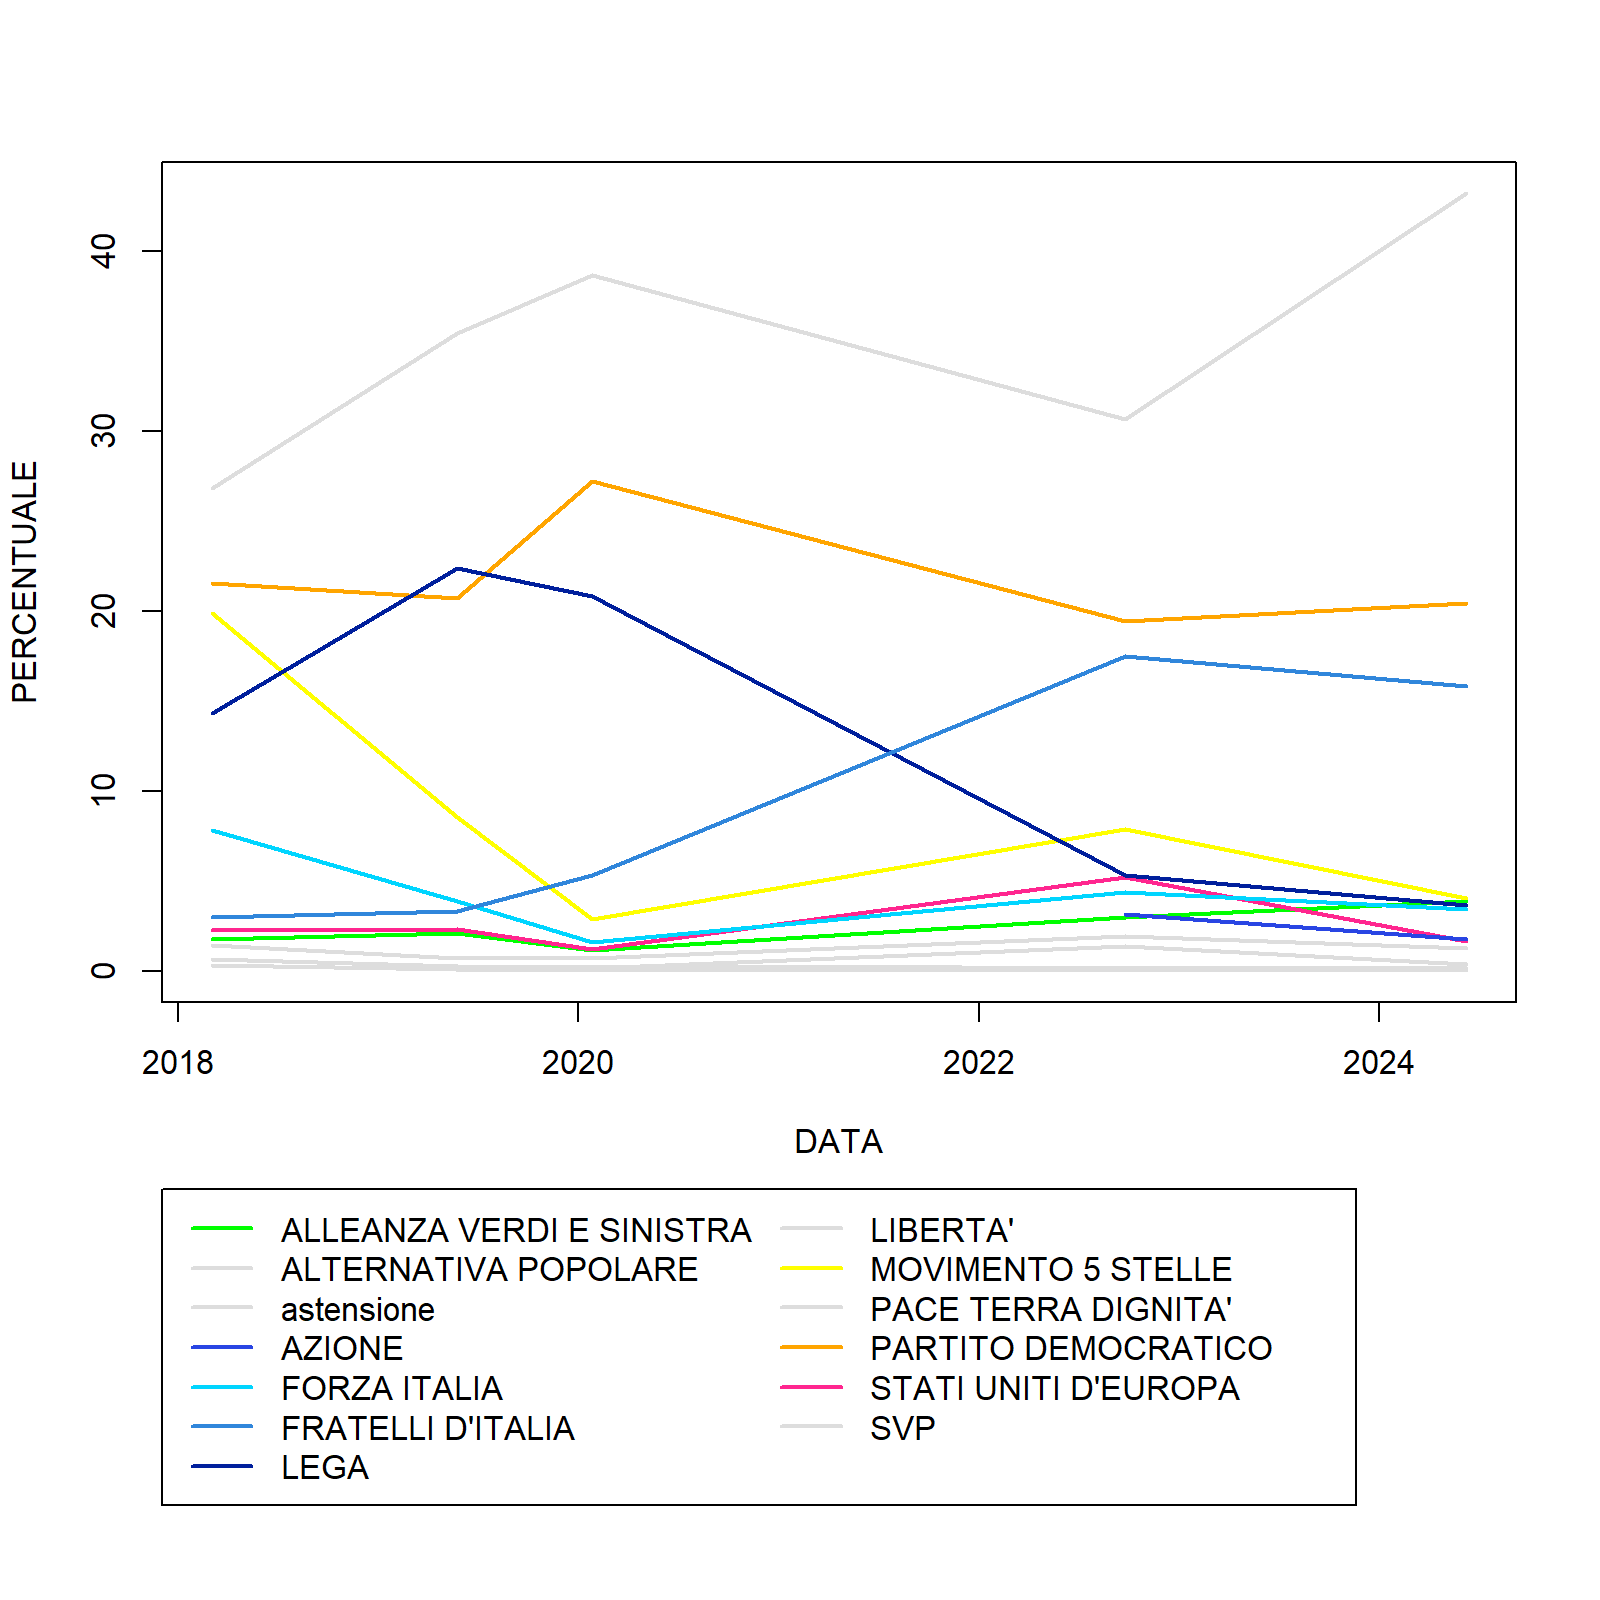 40
30
20
10
0
PERCENTUALE
2018 2020 2022 2024
DATA
ALLEANZA VERDI E SINISTRA
ALTERNATIVA POPOLARE
astensione
AZIONE
FORZA ITALIA
FRATELLI D'ITALIA
LEGA
LIBERTA'
MOVIMENTO 5 STELLE
PACE TERRA DIGNITA'
PARTITO DEMOCRATICO
STATI UNITI D'EUROPA
SVP